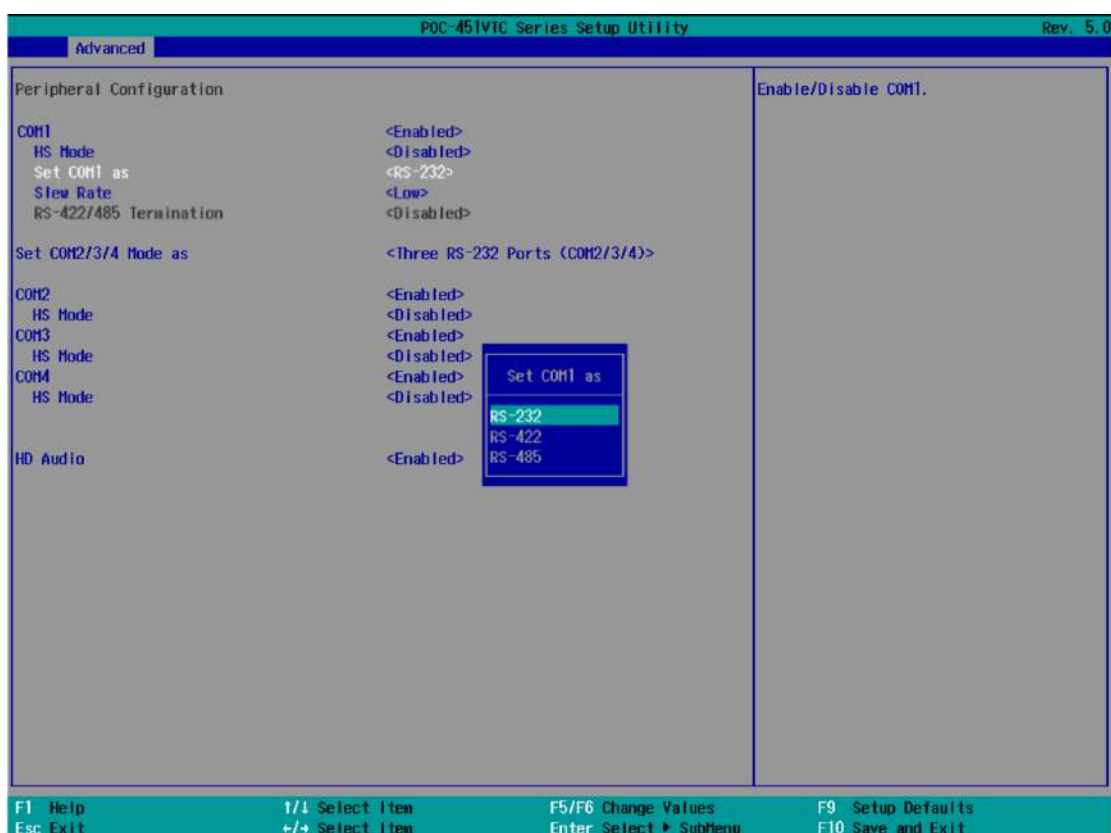 POC-451VTC Series Setup Utility Rev. 5.0
Advanced
Peripheral Configuration
Enable/Disable COM1.
COM1 <Enabled>
HS Mode <Disabled>
Set COM1 as <RS-232>
Slew Rate <Low>
RS-422/485 Termination <Disabled>
Set COM2/3/4 Mode as <Three RS-232 Ports (COM2/3/4)>
COM2 <Enabled>
HS Mode <Disabled>
COM3 <Enabled>
HS Mode <Disabled>
COM4 <Enabled>
HS Mode <Disabled>
HD Audio <Enabled>
Set COM1 as
RS-232
RS-422
RS-485
F1 Help ↑/↓ Select Item F5/F6 Change Values F9 Setup Defaults
Esc Exit ←/→ Select Item Enter Select ▶ SubMenu F10 Save and Exit